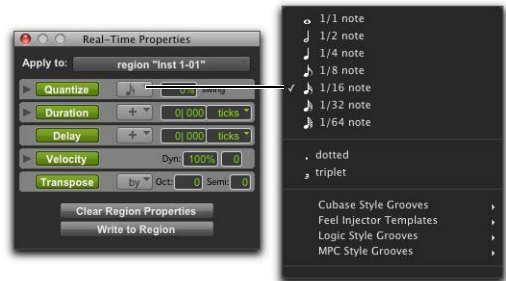 Real-Time Properties
Apply to: region "Inst 1-01"
Quantize 0% swing
Duration + 0| 000 ticks
Delay + 0| 000 ticks
Velocity Dyn: 100% 0
Transpose by Oct: 0 Semi: 0
Clear Region Properties
Write to Region
1/1 note
1/2 note
1/4 note
1/8 note
✓ 1/16 note
1/32 note
1/64 note
. dotted
3 triplet
Cubase Style Grooves
Feel Injector Templates
Logic Style Grooves
MPC Style Grooves